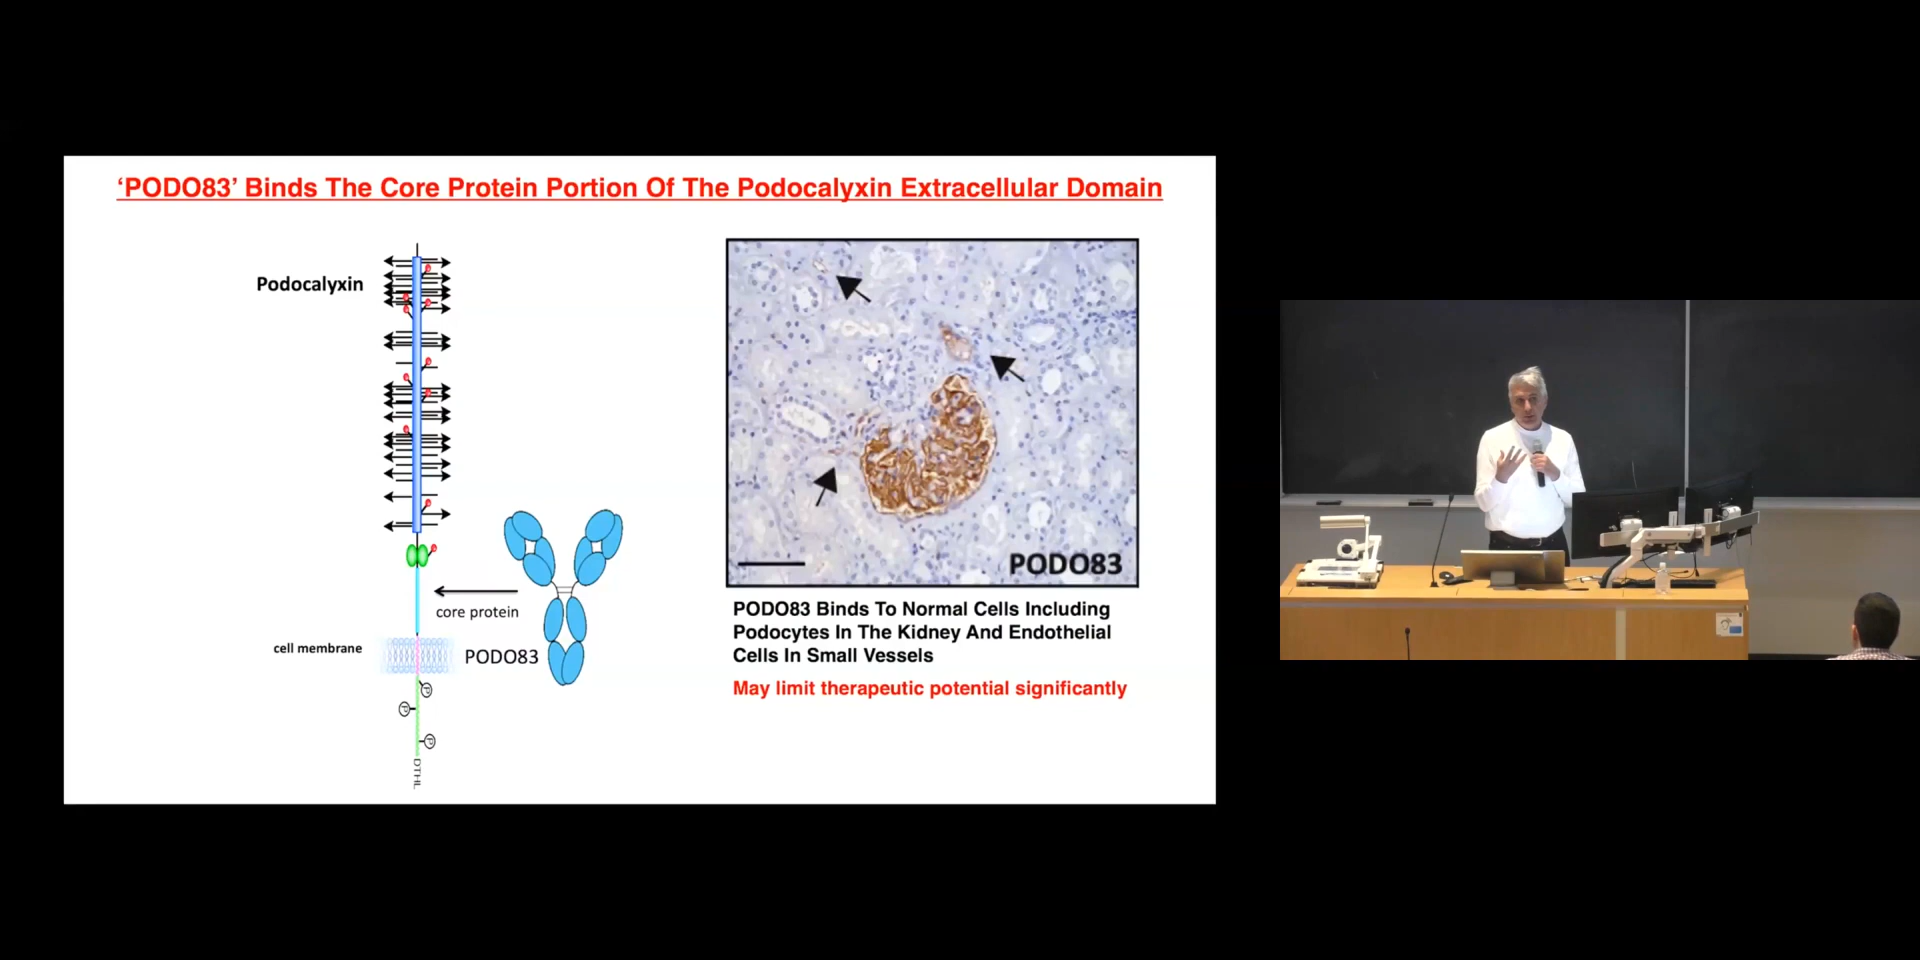 ‘PODO83’ Binds The Core Protein Portion Of The Podocalyxin Extracellular Domain
Podocalyxin
core protein
cell membrane
PODO83
P
P
P
DTHL
PODO83
PODO83 Binds To Normal Cells Including
Podocytes In The Kidney And Endothelial
Cells In Small Vessels
May limit therapeutic potential significantly